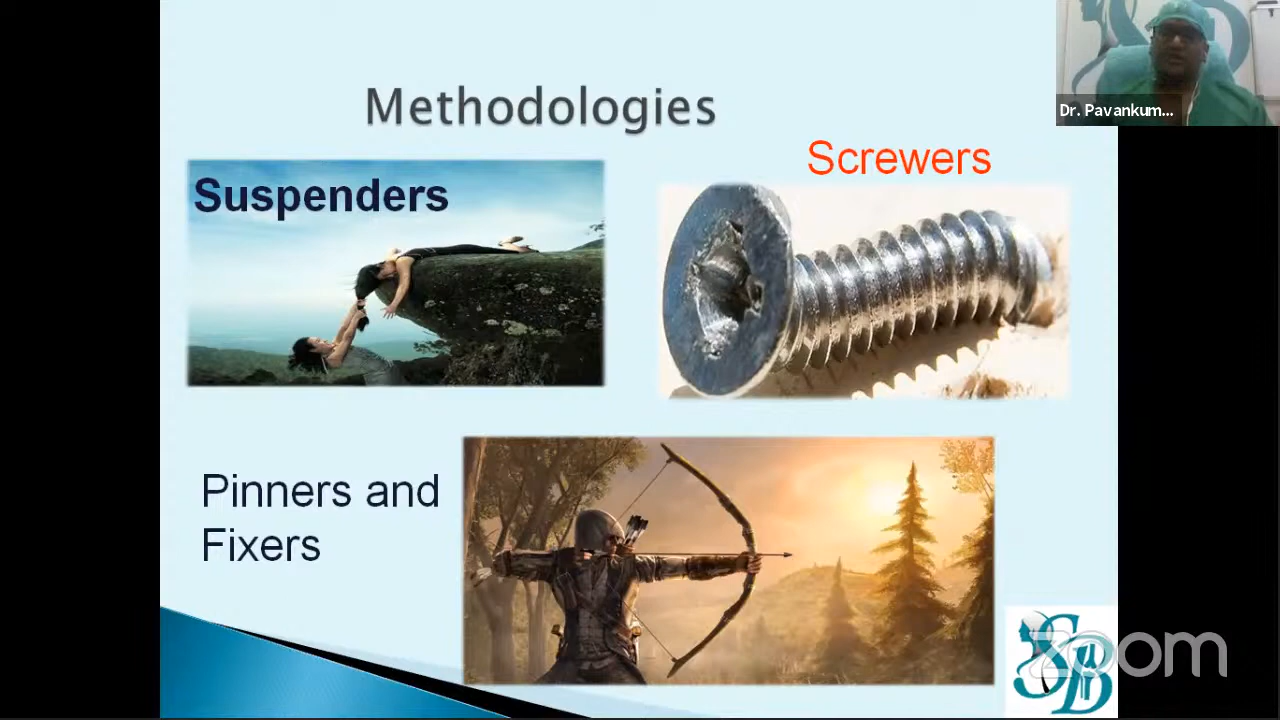 Dr. Pavankum...
Methodologies
Screwers
Suspenders
Pinners and
Fixers
zoom